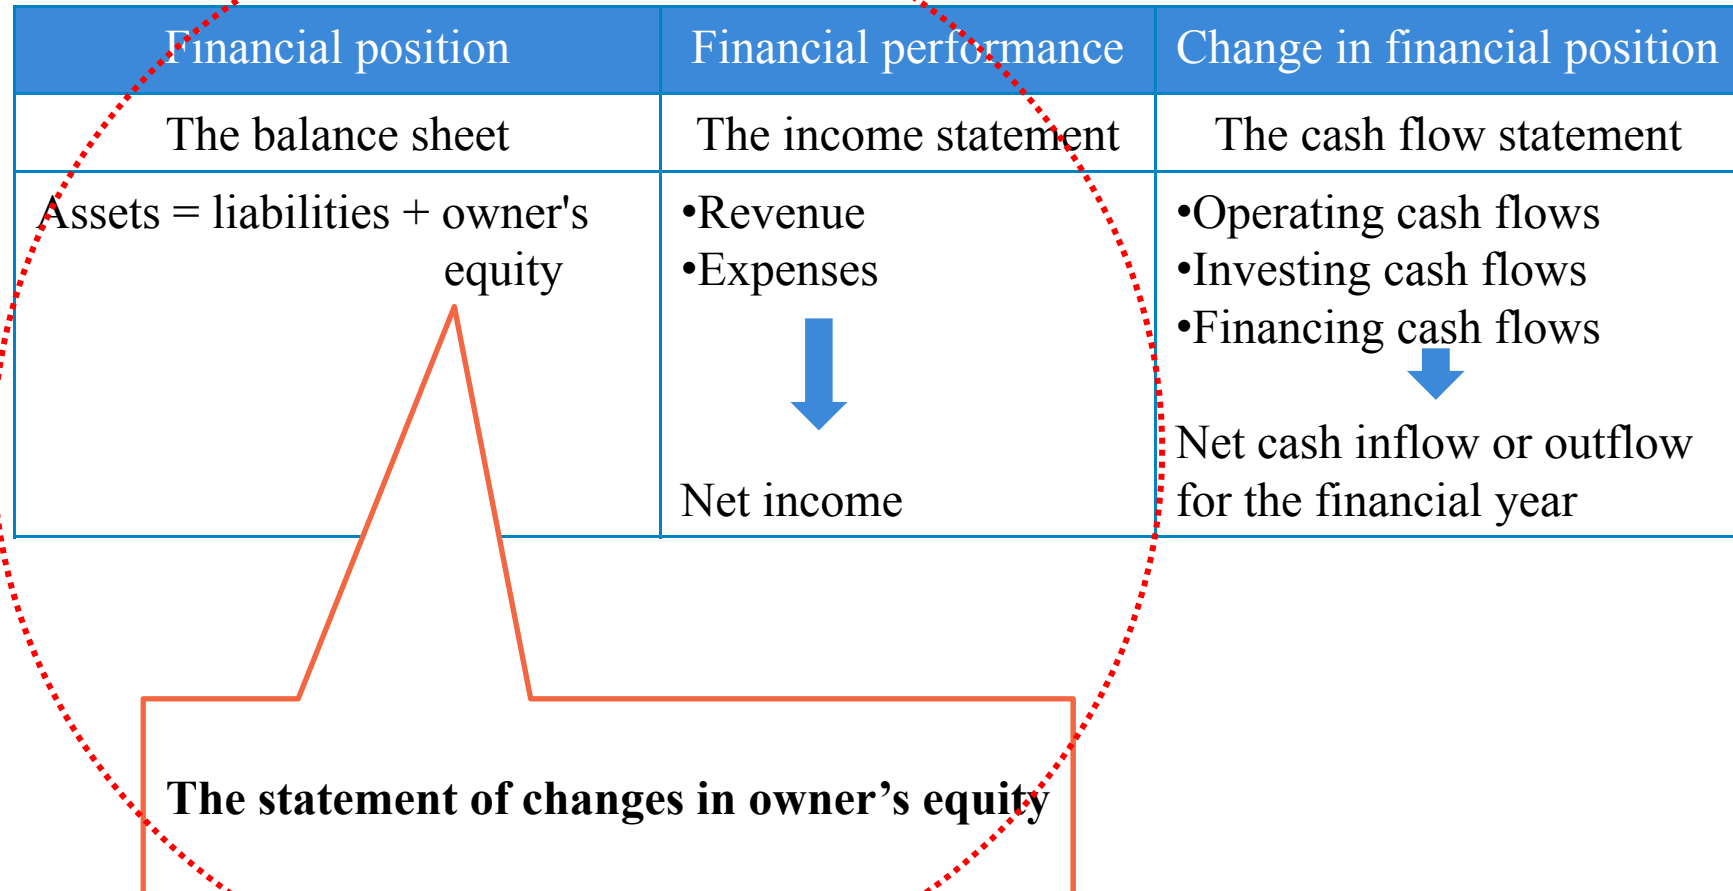 Financial position
Financial performance
Change in financial position
The balance sheet
The income statement
The cash flow statement
Assets = liabilities + owner's
equity
•Revenue
•Expenses
Net income
•Operating cash flows
•Investing cash flows
•Financing cash flows
Net cash inflow or outflow
for the financial year
The statement of changes in owner’s equity